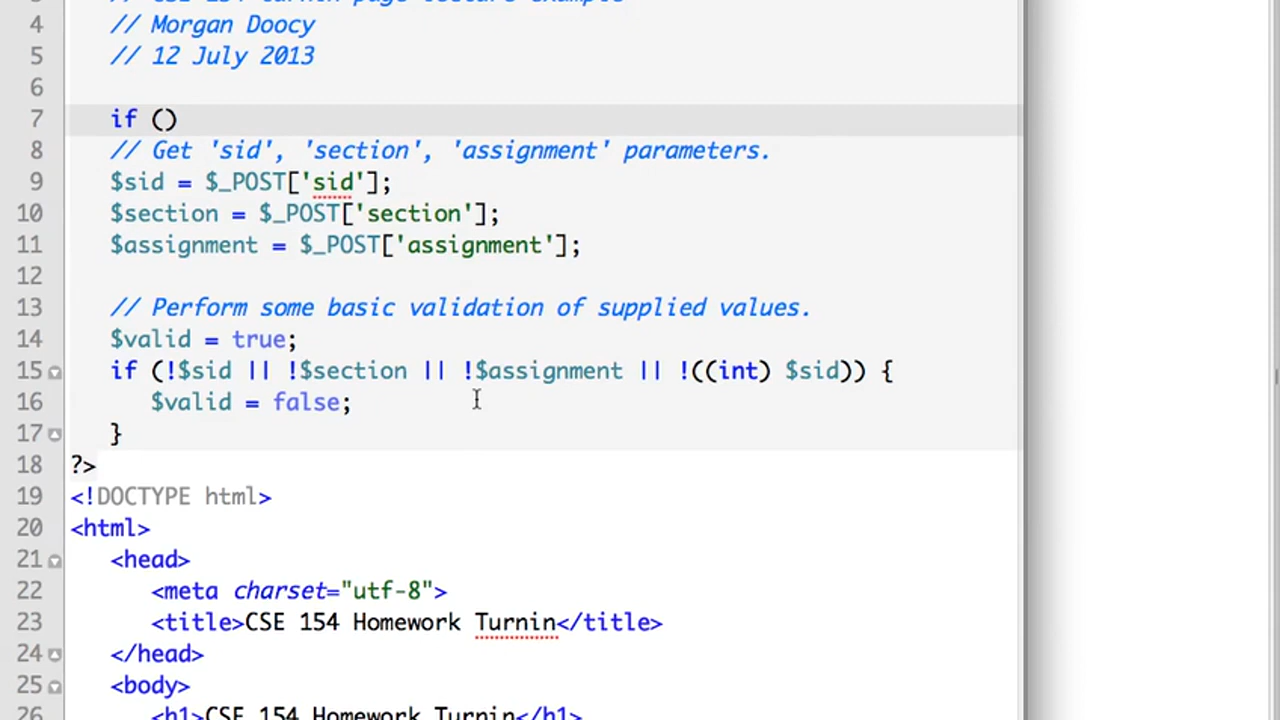 // CSE 154 turnin page lecture example
4 // Morgan Doocy
5 // 12 July 2013
6
7 if ()
8 // Get 'sid', 'section', 'assignment' parameters.
9 $sid = $_POST['sid'];
10 $section = $_POST['section'];
11 $assignment = $_POST['assignment'];
12
13 // Perform some basic validation of supplied values.
14 $valid = true;
15 if (!$sid || !$section || !$assignment || !((int) $sid)) {
16 $valid = false;
17 }
18 ?>
19 <!DOCTYPE html>
20 <html>
21 <head>
22 <meta charset="utf-8">
23 <title>CSE 154 Homework Turnin</title>
24 </head>
25 <body>
26 <h1>CSE 154 Homework Turnin</h1>